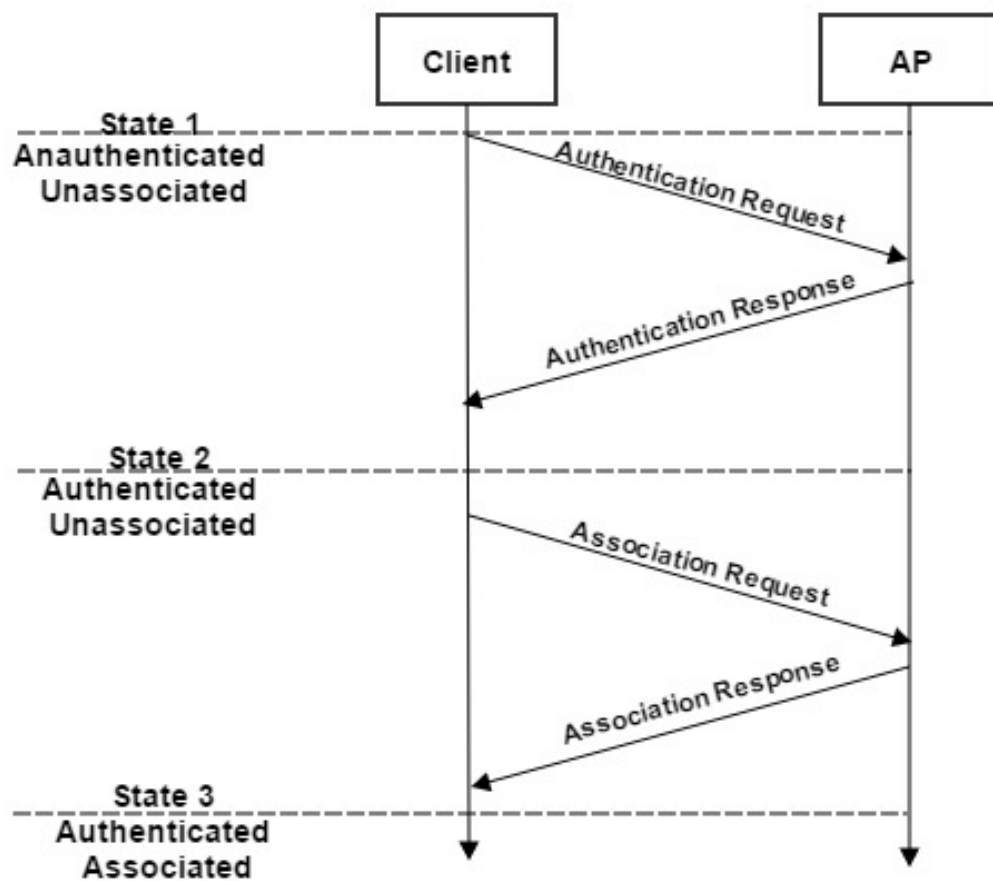 Client
AP
State 1
Anauthenticated
Unassociated
Authentication Request
Authentication Response
State 2
Authenticated
Unassociated
Association Request
Association Response
State 3
Authenticated
Associated